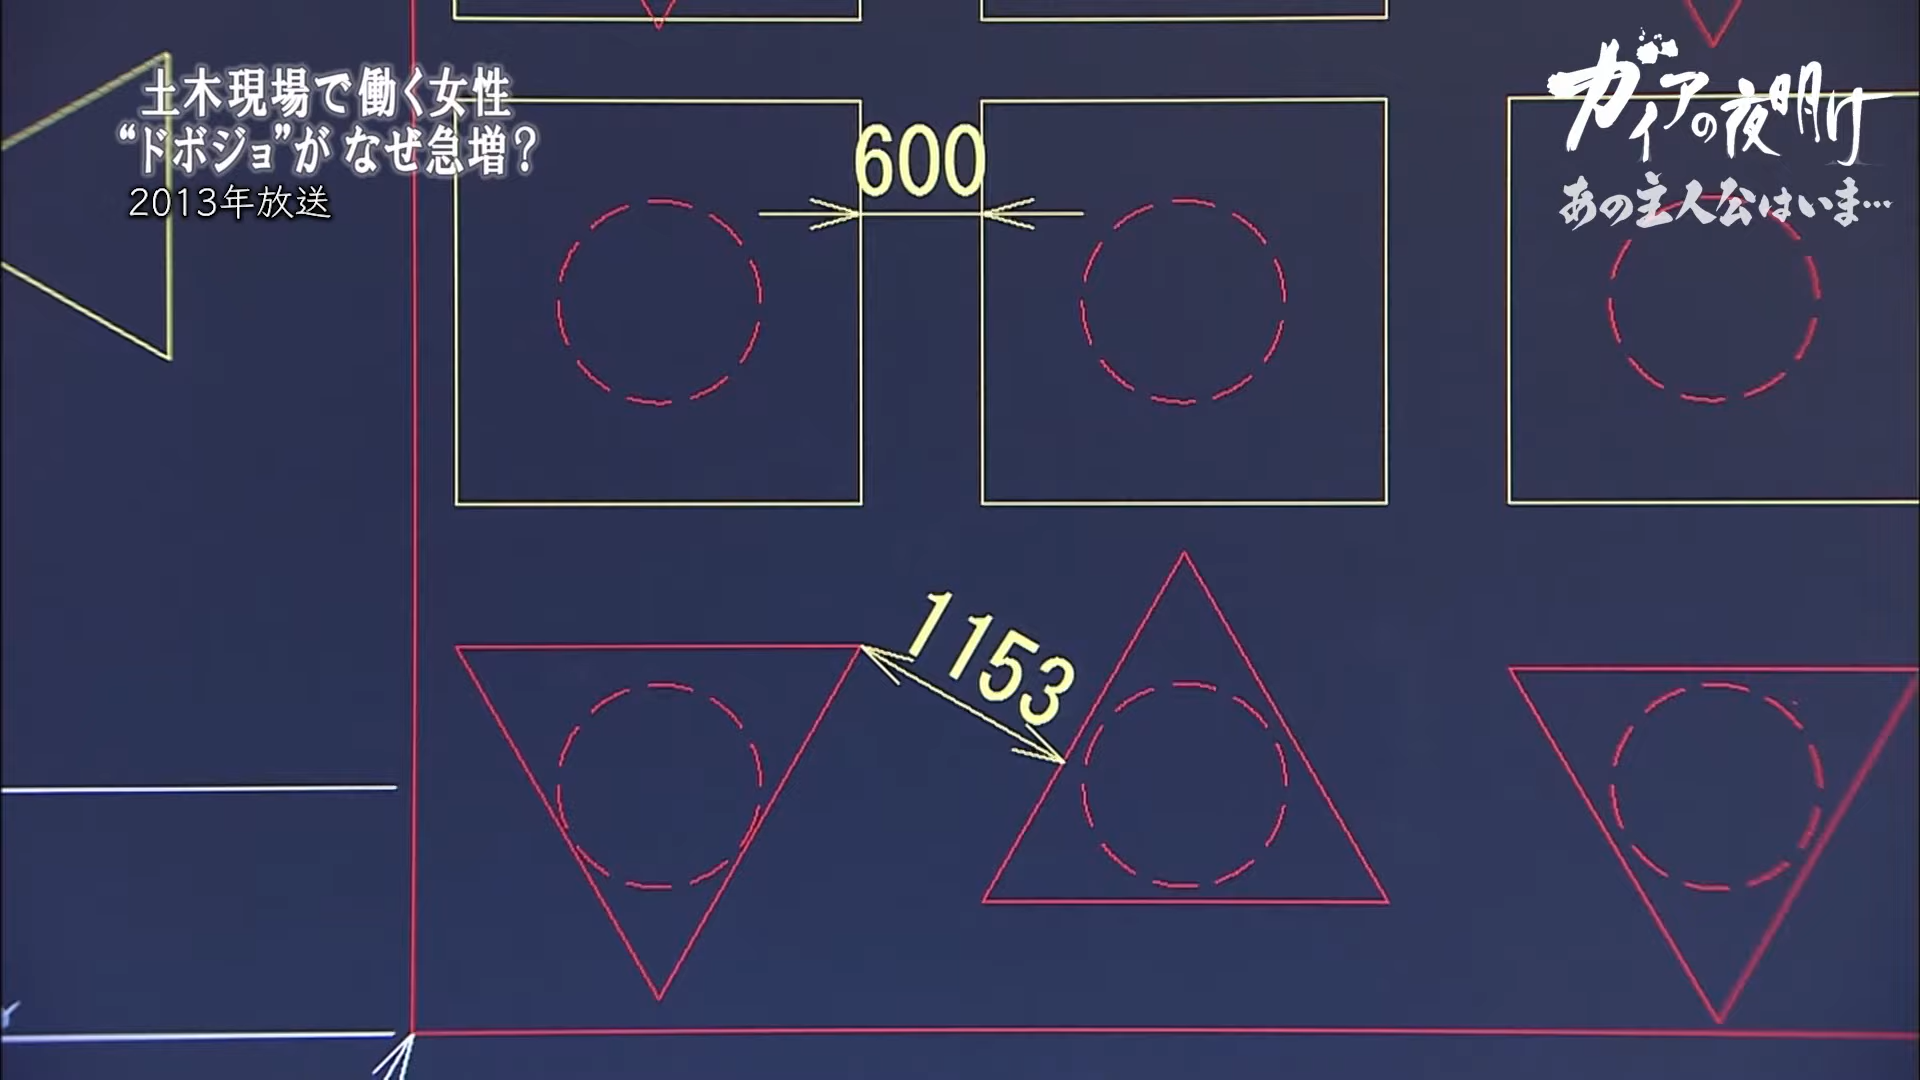 土木現場で働く女性
“ドボジョ”が なぜ急増？
2013年放送
ガイアの夜明け
あの主人公はいま…
600
1153